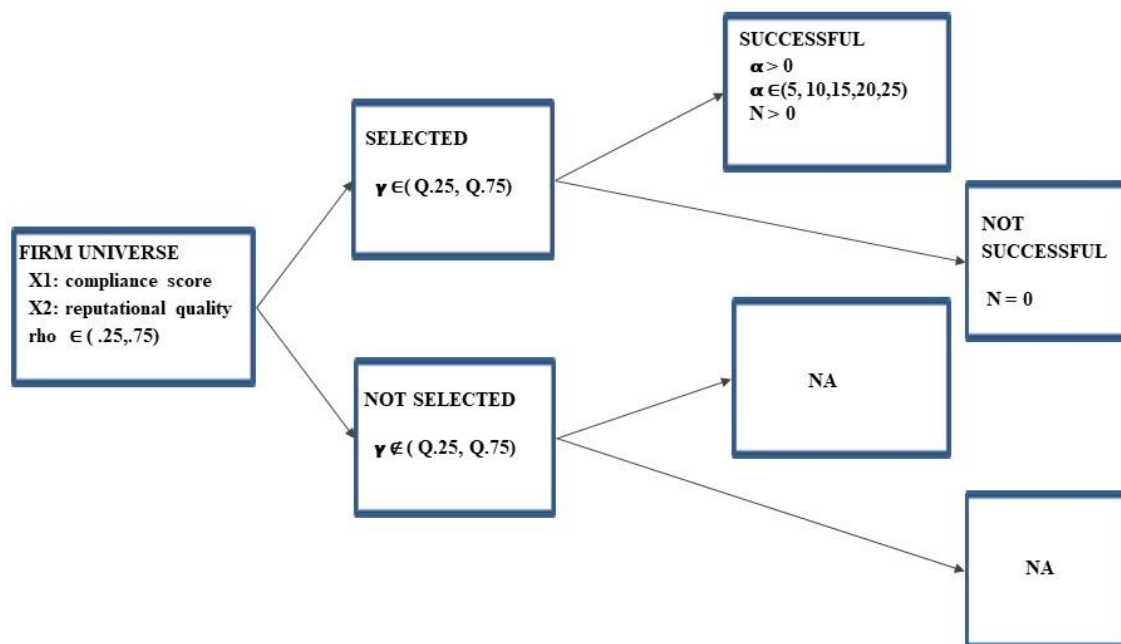 FIRM UNIVERSE
X1: compliance score
X2: reputational quality
rho ∈ ( .25,.75)
SELECTED
γ ∈( Q.25, Q.75)
NOT SELECTED
γ ∉ ( Q.25, Q.75)
SUCCESSFUL
α > 0
α ∈(5, 10,15,20,25)
N > 0
NOT
SUCCESSFUL
N = 0
NA
NA